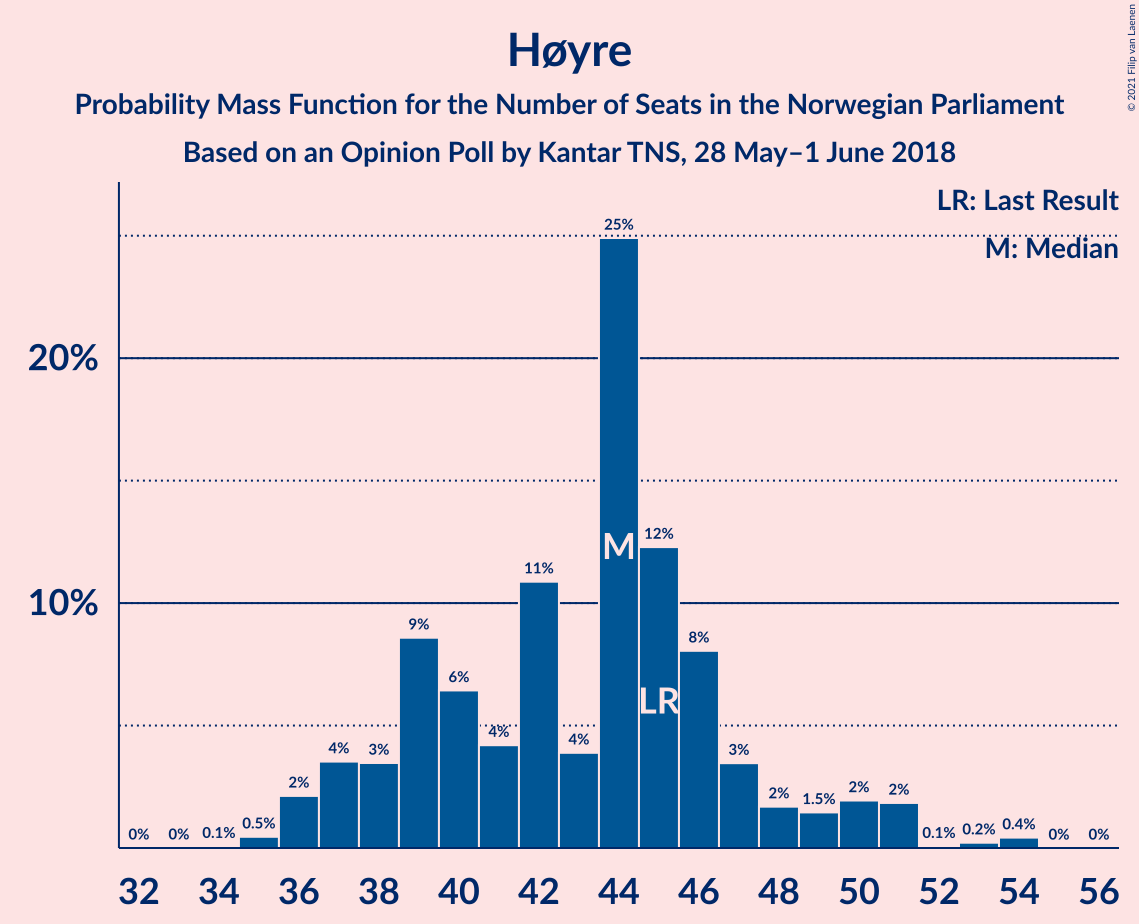 Høyre
Probability Mass Function for the Number of Seats in the Norwegian Parliament
Based on an Opinion Poll by Kantar TNS, 28 May–1 June 2018
© 2021 Filip van Laenen
LR: Last Result
M: Median
20%
10%
0% 0% 0.1% 0.5% 2% 4% 3% 9% 6% 4% 11% 4% 25% 12% 8% 3% 2% 1.5% 2% 2% 0.1% 0.2% 0.4% 0% 0%
M
LR
32 34 36 38 40 42 44 46 48 50 52 54 56